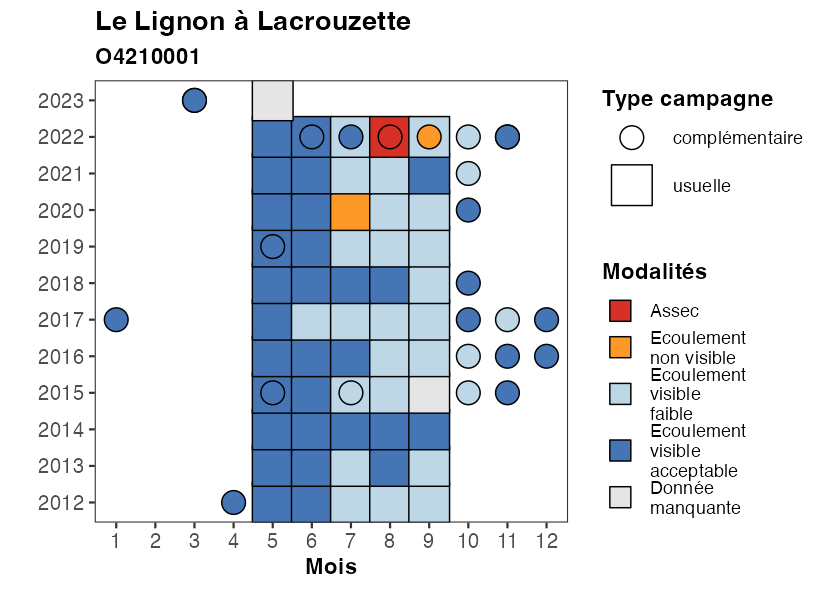 Le Lignon à Lacrouzette
O4210001
2023
2022
2021
2020
2019
2018
2017
2016
2015
2014
2013
2012
1 2 3 4 5 6 7 8 9 10 11 12
Mois
Type campagne
complémentaire
usuelle
Modalités
Assec
Ecoulement
non visible
Ecoulement
visible
faible
Ecoulement
visible
acceptable
Donnée
manquante